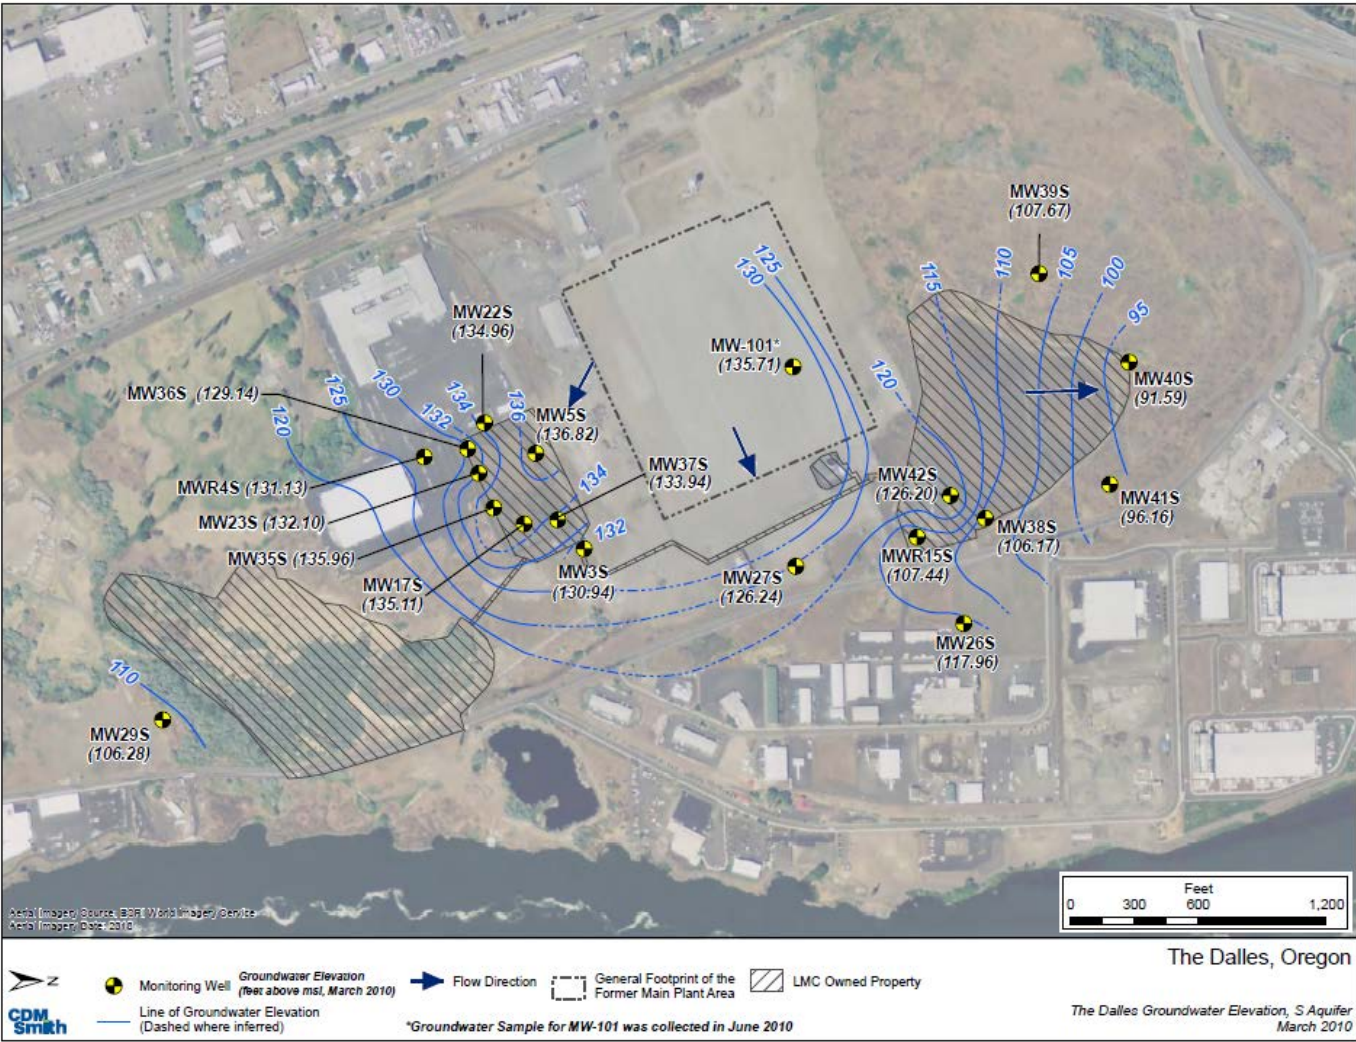 MW39S
(107.67)
125
130
115
110
105
100
95
MW22S
(134.96)
MW-101*
(135.71)
120
MW40S
(91.59)
MW36S (129.14)
120
125
130
132
134
136
MW5S
(136.82)
MW37S
(133.94)
134
MW42S
(126.20)
MWR4S (131.13)
MW41S
(96.16)
MW23S (132.10)
132
MW38S
(106.17)
MW35S (135.96)
MWR15S
(107.44)
MW17S
(135.11)
MW3S
(130.94)
MW27S
(126.24)
MW26S
(117.96)
110
MW29S
(106.28)
Feet
0 300 600 1,200
Aerial Imagery Source: ESRI World Imagery Service
Aerial Imagery Date: 2010
The Dalles, Oregon
N
Monitoring Well
Groundwater Elevation
(feet above msl, March 2010)
Flow Direction
General Footprint of the
Former Main Plant Area
LMC Owned Property
CDM
Smith
Line of Groundwater Elevation
(Dashed where inferred)
*Groundwater Sample for MW-101 was collected in June 2010
The Dalles Groundwater Elevation, S Aquifer
March 2010